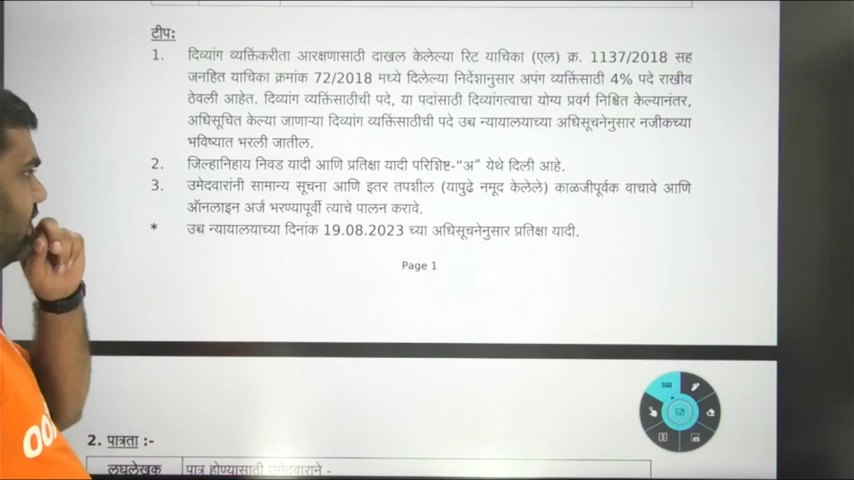 टीप:
1. दिव्यांग व्यक्तिंकरीता आरक्षणासाठी दाखल केलेल्या रिट याचिका (एल) क्र. 1137/2018 सह
जनहित याचिका क्रमांक 72/2018 मध्ये दिलेल्या निर्देशानुसार अपंग व्यक्तिंसाठी 4% पदे राखीव
ठेवली आहेत. दिव्यांग व्यक्तिंसाठीची पदे, या पदांसाठी दिव्यांगत्वाचा योग्य प्रवर्ग निश्चित केल्यानंतर,
अधिसूचित केल्या जाणाऱ्या दिव्यांग व्यक्तिंसाठीची पदे उच्च न्यायालयाच्या अधिसूचनेनुसार नजीकच्या
भविष्यात भरली जातील.
2. जिल्हानिहाय निवड यादी आणि प्रतिक्षा यादी परिशिष्ट-“अ” येथे दिली आहे.
3. उमेदवारांनी सामान्य सूचना आणि इतर तपशील (यापुढे नमूद केलेले) काळजीपूर्वक वाचावे आणि
ऑनलाइन अर्ज भरण्यापूर्वी त्याचे पालन करावे.
* उच्च न्यायालयाच्या दिनांक 19.08.2023 च्या अधिसूचनेनुसार प्रतिक्षा यादी.
Page 1
2. पात्रता :-
लघुलेखक पात्र होण्यासाठी उमेदवाराने -